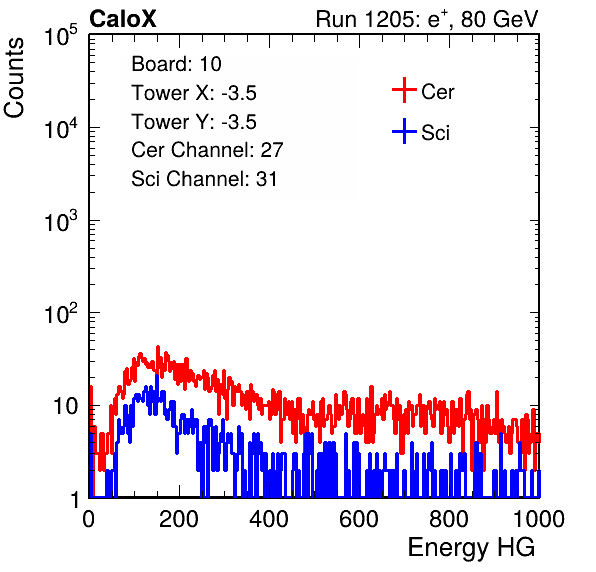 CaloX Run 1205: e⁺, 80 GeV
Counts
10⁵
10⁴
10³
10²
10
1
Board: 10
Tower X: -3.5
Tower Y: -3.5
Cer Channel: 27
Sci Channel: 31
Cer
Sci
0 200 400 600 800 1000
Energy HG